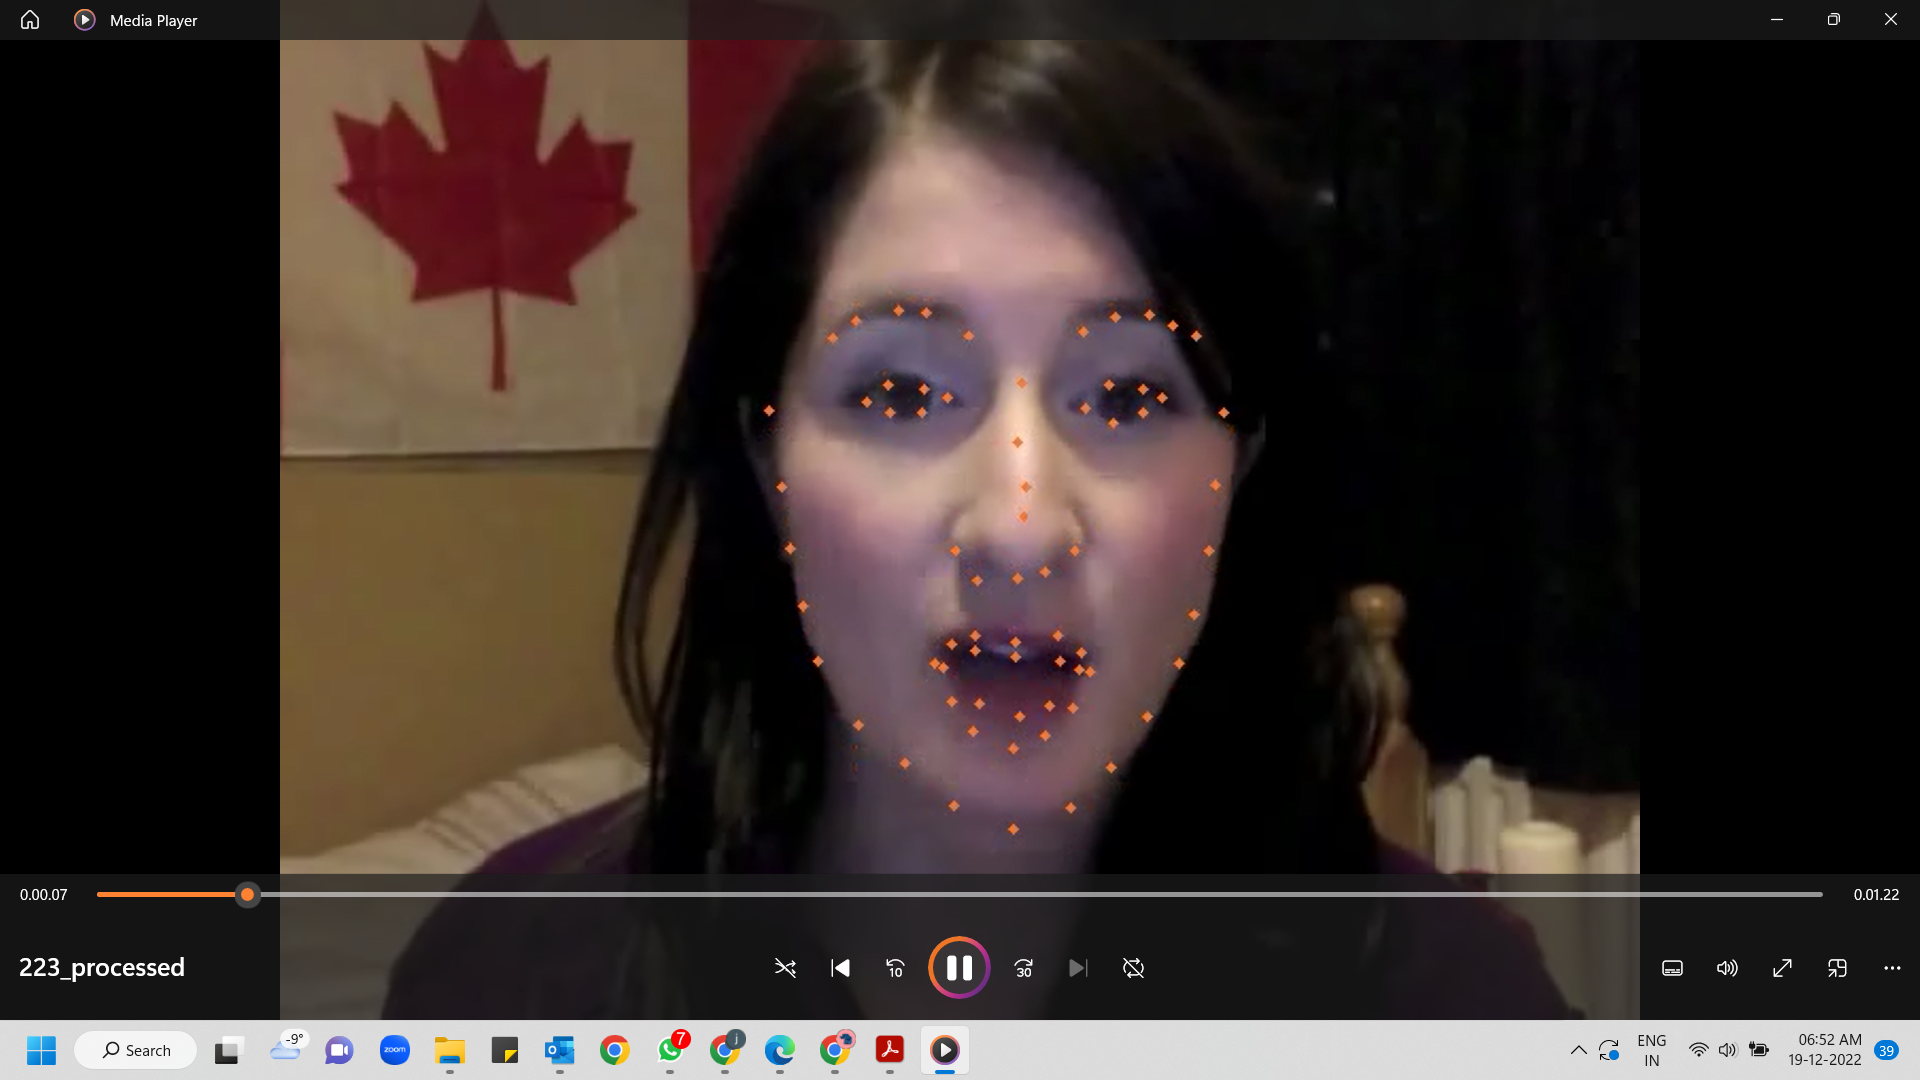 Media Player
0.00.07
0.01.22
223_processed
10
30
Search
-9°
zoom
7
j
ENG
IN
06:52 AM
19-12-2022
39